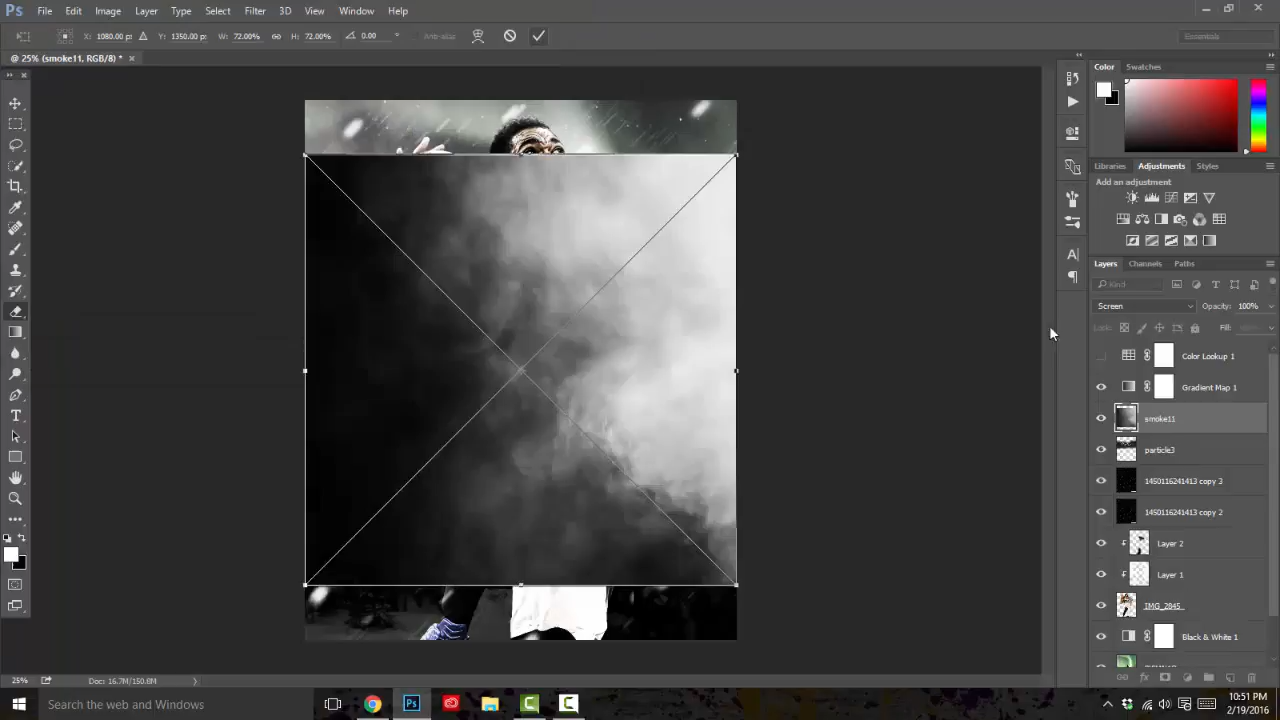 Ps File Edit Image Layer Type Select Filter 3D View Window Help
X: 1080.00 p: Y: 1350.00 p: W: 72.00% H: 72.00% 0.00 ° Anti-alias Essentials
@ 25% (smoke11, RGB/8) * ×
Color Swatches
Libraries Adjustments Styles
Add an adjustment
Layers Channels Paths
Kind
Screen Opacity: 100%
Lock: Fill:
Color Lookup 1
Gradient Map 1
smoke11
particle3
1450116241413 copy 3
1450116241413 copy 2
Layer 2
Layer 1
IMG_2845
Black & White 1
25% Doc: 16.7M/150.8M
Search the web and Windows
Ps
10:51 PM
2/19/2016